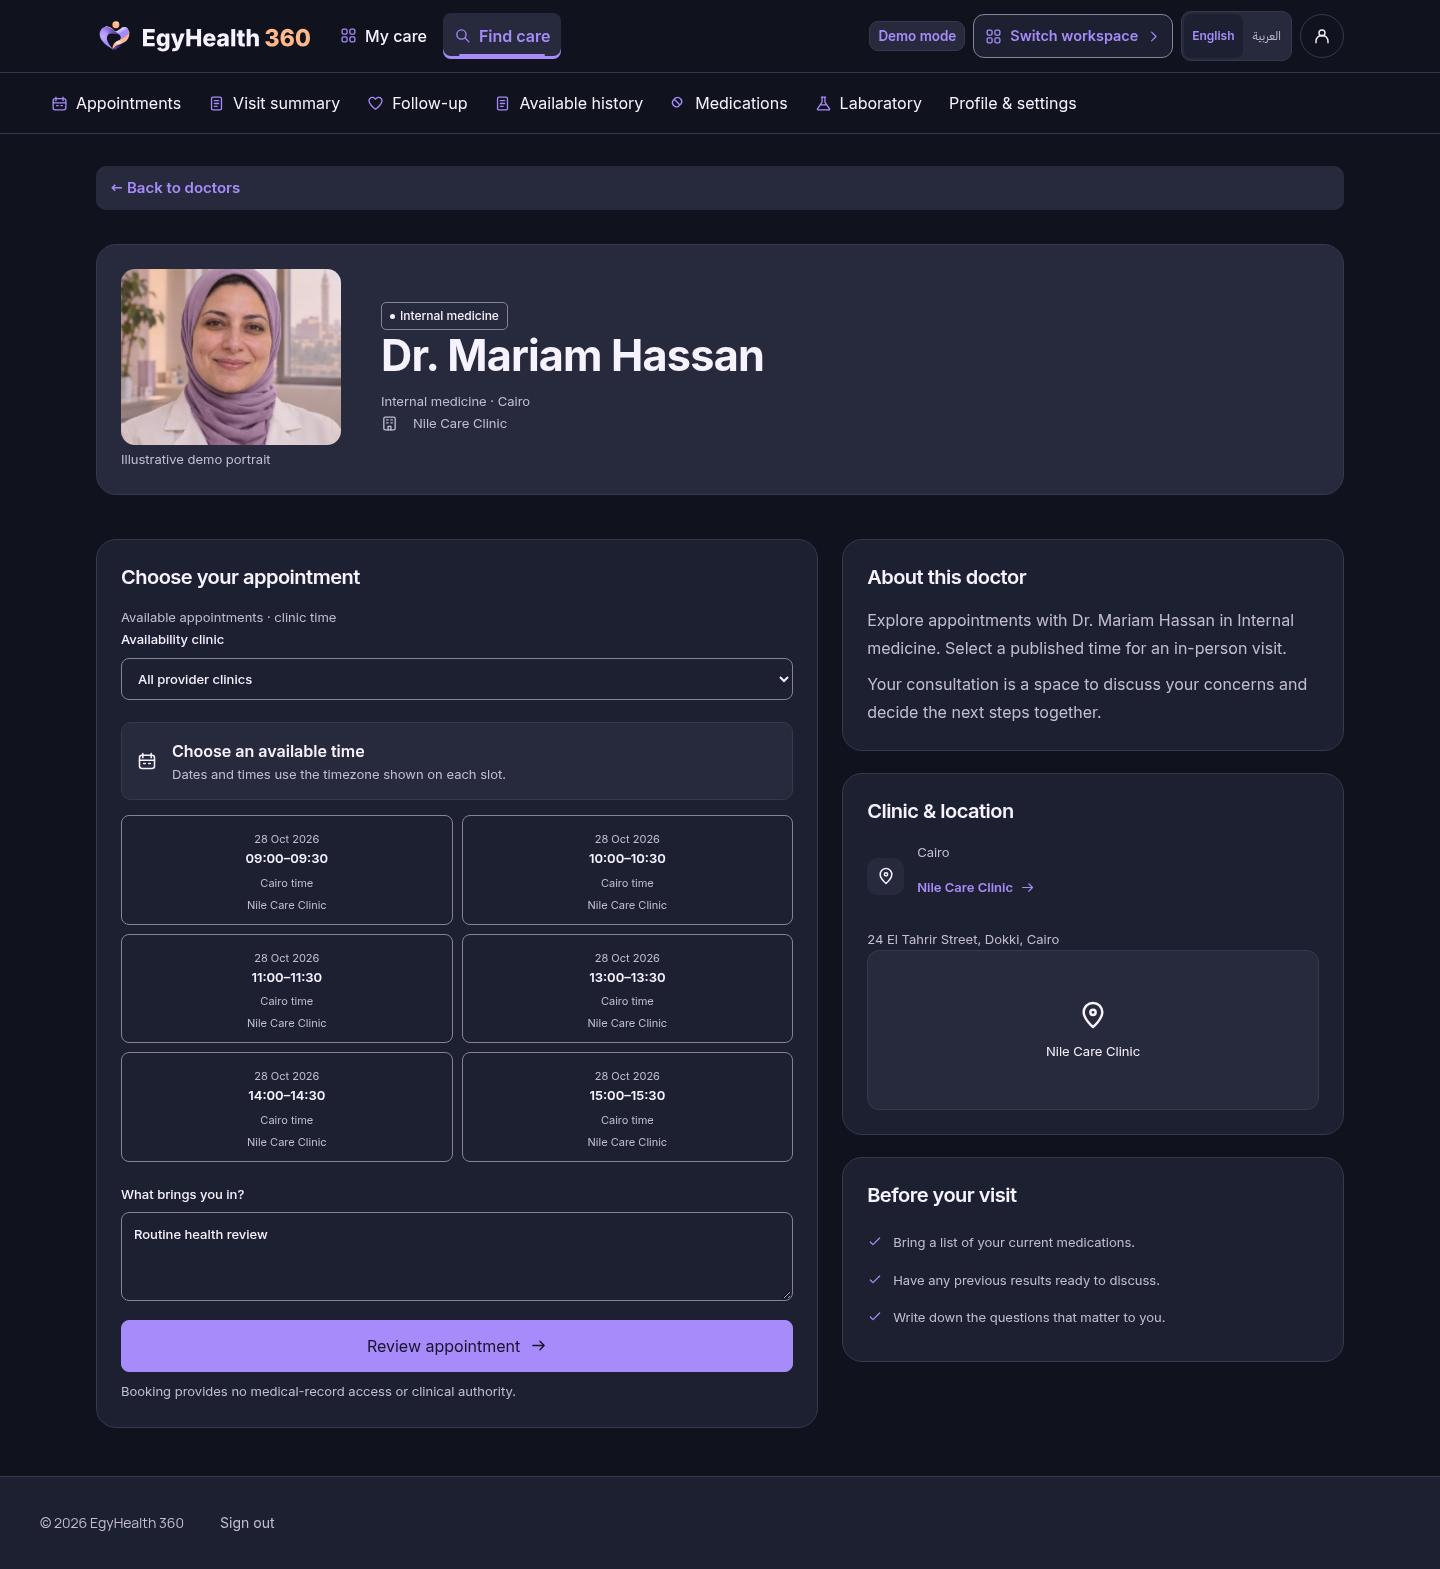 EgyHealth 360
My care
Find care
Demo mode
Switch workspace
English
العربية
Appointments
Visit summary
Follow-up
Available history
Medications
Laboratory
Profile & settings
← Back to doctors
Internal medicine
Dr. Mariam Hassan
Internal medicine · Cairo
Nile Care Clinic
Illustrative demo portrait
Choose your appointment
Available appointments · clinic time
Availability clinic
All provider clinics
Choose an available time
Dates and times use the timezone shown on each slot.
28 Oct 2026
09:00–09:30
Cairo time
Nile Care Clinic
28 Oct 2026
10:00–10:30
Cairo time
Nile Care Clinic
28 Oct 2026
11:00–11:30
Cairo time
Nile Care Clinic
28 Oct 2026
13:00–13:30
Cairo time
Nile Care Clinic
28 Oct 2026
14:00–14:30
Cairo time
Nile Care Clinic
28 Oct 2026
15:00–15:30
Cairo time
Nile Care Clinic
What brings you in?
Routine health review
Review appointment →
Booking provides no medical-record access or clinical authority.
About this doctor
Explore appointments with Dr. Mariam Hassan in Internal
medicine. Select a published time for an in-person visit.
Your consultation is a space to discuss your concerns and
decide the next steps together.
Clinic & location
Cairo
Nile Care Clinic →
24 El Tahrir Street, Dokki, Cairo
Nile Care Clinic
Before your visit
Bring a list of your current medications.
Have any previous results ready to discuss.
Write down the questions that matter to you.
© 2026 EgyHealth 360
Sign out